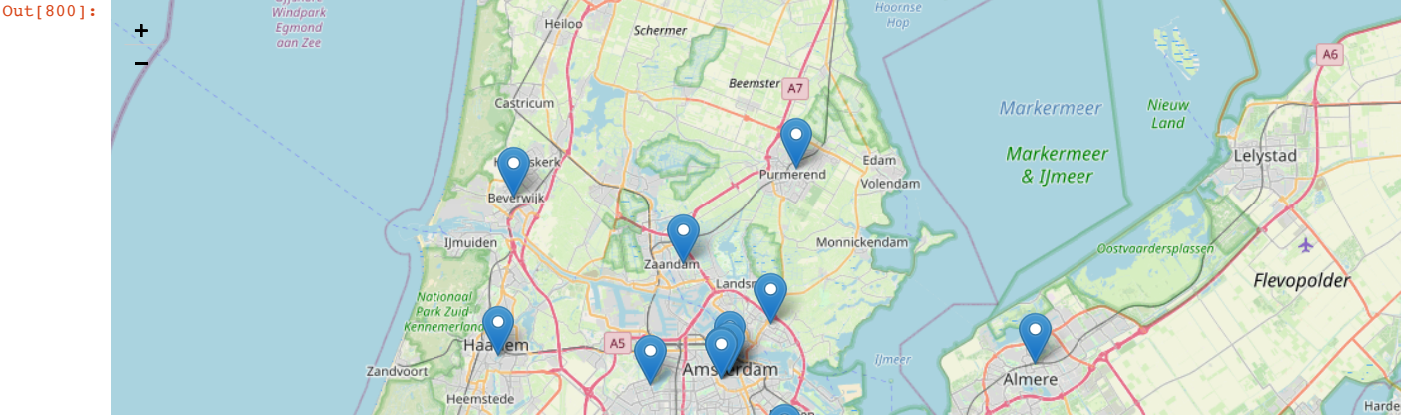 Out[800]:
+
−
Offshore
Windpark
Egmond
aan Zee
Heiloo
Schermer
Hoornse
Hop
A6
Beemster
A7
Castricum
Markermeer
Nieuw
Land
Markermeer
& IJmeer
Lelystad
Edam
Purmerend
Volendam
Beverwijk
IJmuiden
Monnickendam
Oostvaardersplassen
Zaandam
Flevopolder
Nationaal
Park Zuid-
Kennemerland
A5
IJmeer
Zandvoort
Almere
Heemstede